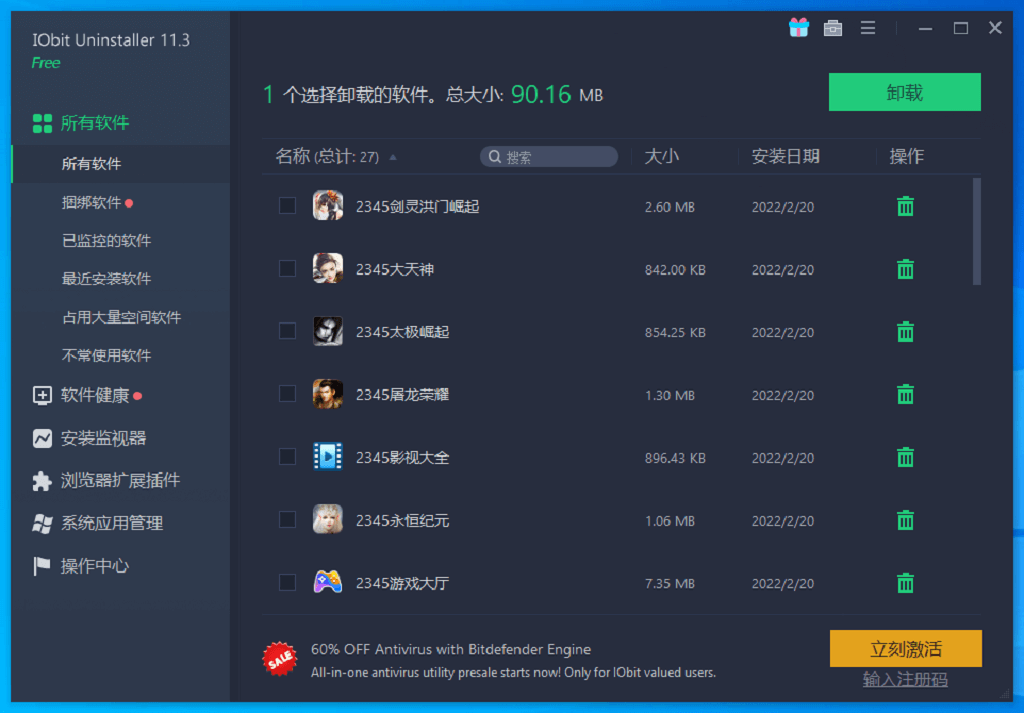 IObit Uninstaller 11.3
Free
所有软件
所有软件
捆绑软件
已监控的软件
最近安装软件
占用大量空间软件
不常使用软件
软件健康
安装监视器
浏览器扩展插件
系统应用管理
操作中心
1 个选择卸载的软件。总大小: 90.16 MB
卸载
名称 (总计: 27) 搜索 大小 安装日期 操作
2345剑灵洪门崛起 2.60 MB 2022/2/20
2345大天神 842.00 KB 2022/2/20
2345太极崛起 854.25 KB 2022/2/20
2345屠龙荣耀 1.30 MB 2022/2/20
2345影视大全 896.43 KB 2022/2/20
2345永恒纪元 1.06 MB 2022/2/20
2345游戏大厅 7.35 MB 2022/2/20
SALE
60% OFF Antivirus with Bitdefender Engine
All-in-one antivirus utility presale starts now! Only for IObit valued users.
立刻激活
输入注册码